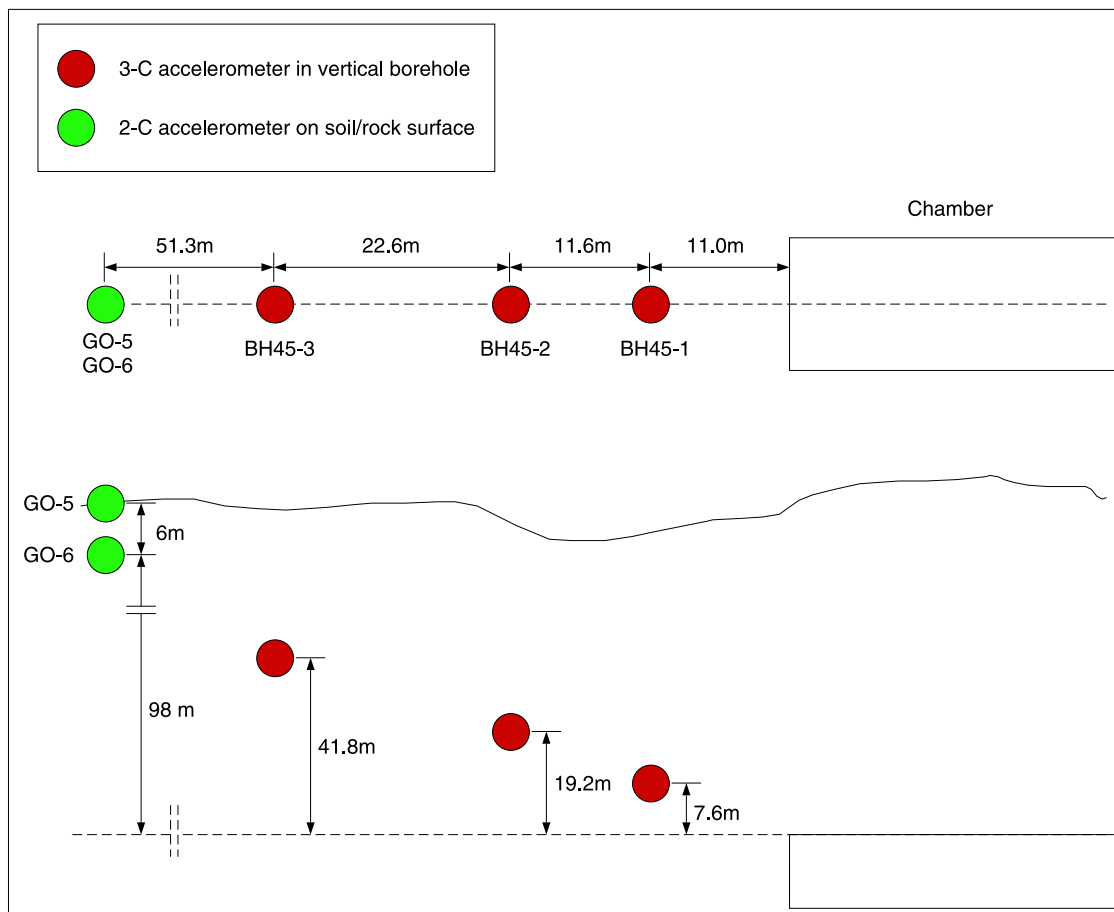 3-C accelerometer in vertical borehole
2-C accelerometer on soil/rock surface
Chamber
51.3m
22.6m
11.6m
11.0m
GO-5
GO-6
BH45-3
BH45-2
BH45-1
GO-5
6m
GO-6
98 m
41.8m
19.2m
7.6m